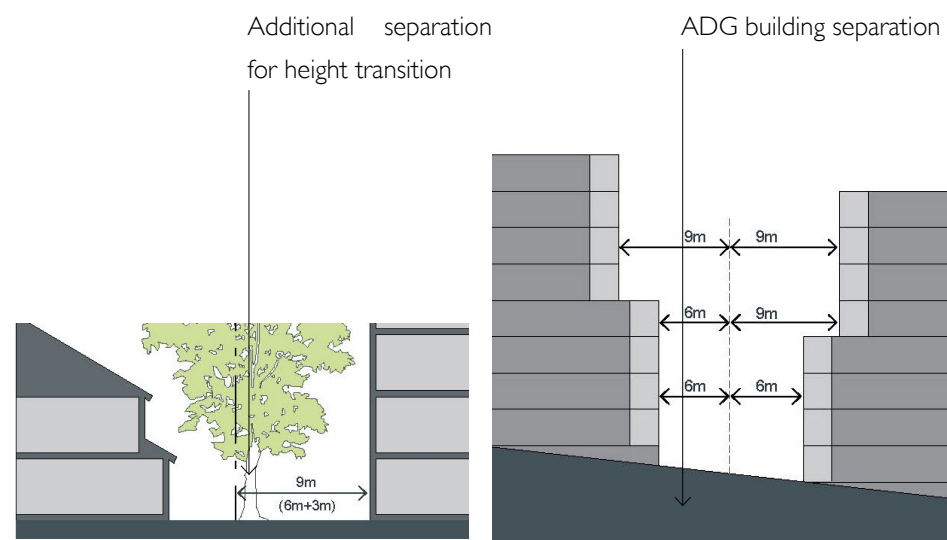 Additional separation
for height transition
ADG building separation
9m
(6m+3m)
9m 9m
6m 9m
6m 6m